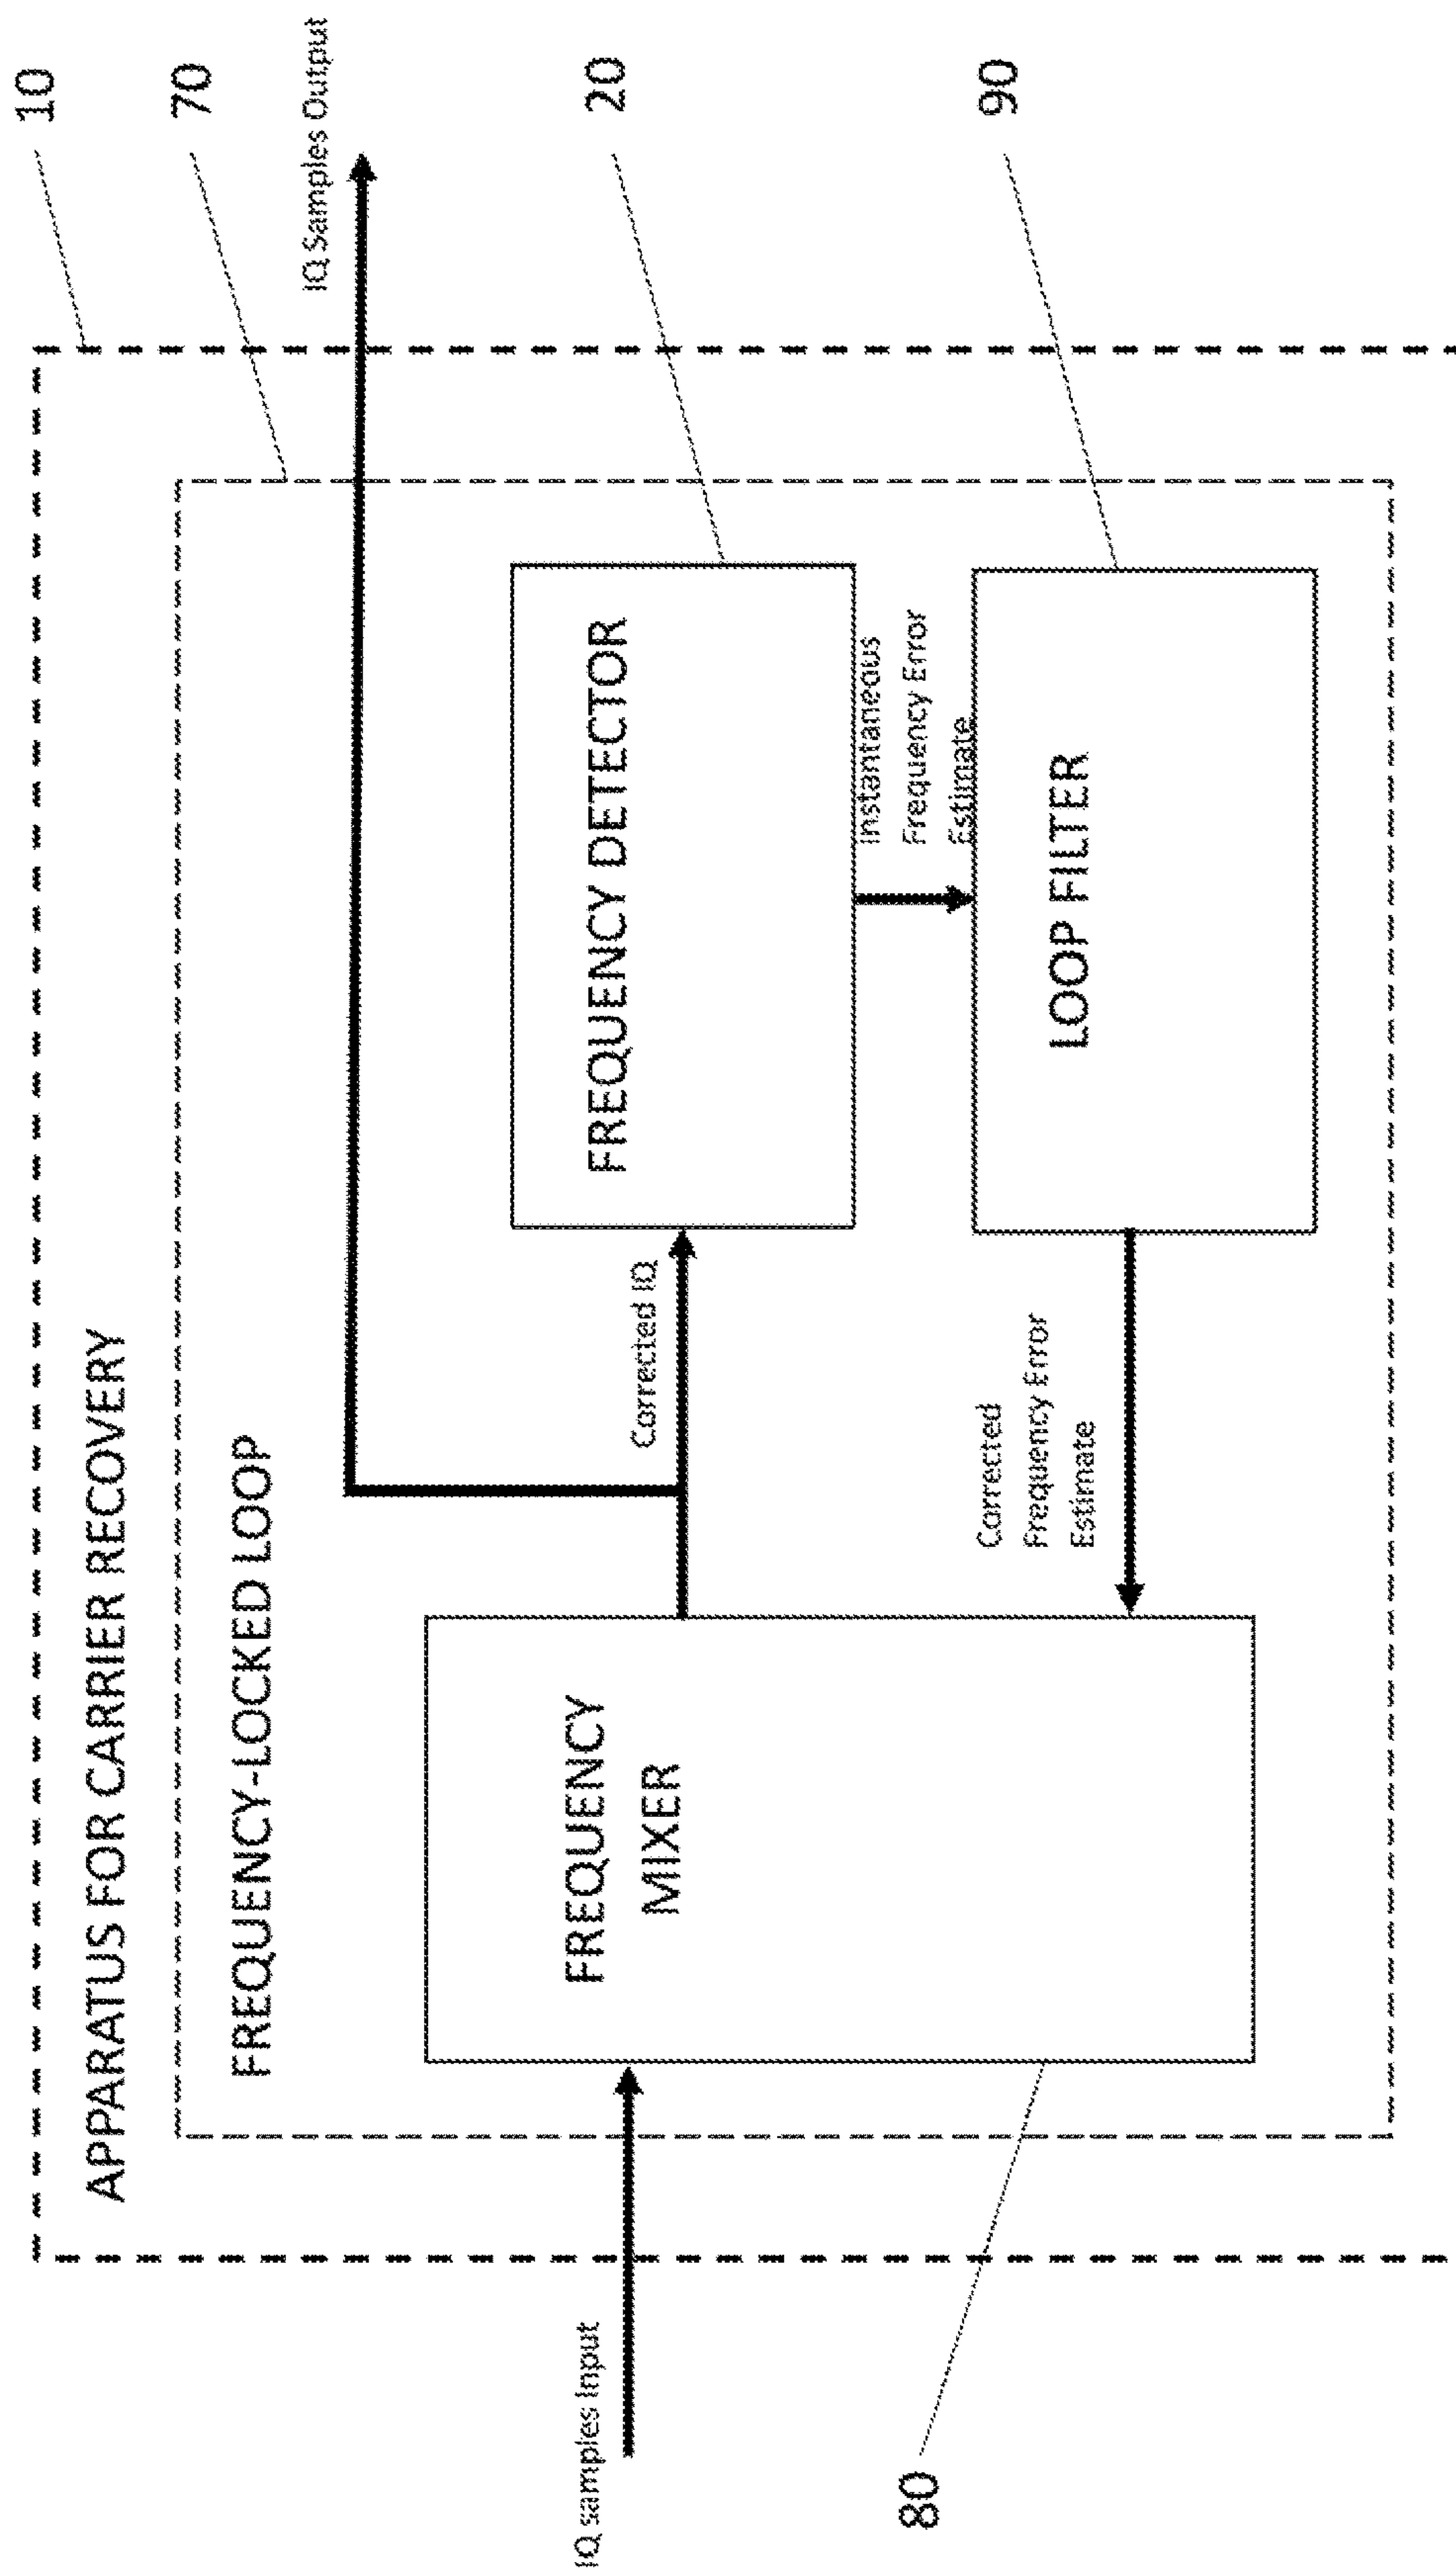 10
APPARATUS FOR CARRIER RECOVERY
70
FREQUENCY-LOCKED LOOP
IQ Samples Output
IQ samples Input
FREQUENCY
MIXER
80
Corrected IQ
FREQUENCY DETECTOR
20
Instantaneous
Frequency Error
Estimate
Corrected
Frequency Error
Estimate
LOOP FILTER
90